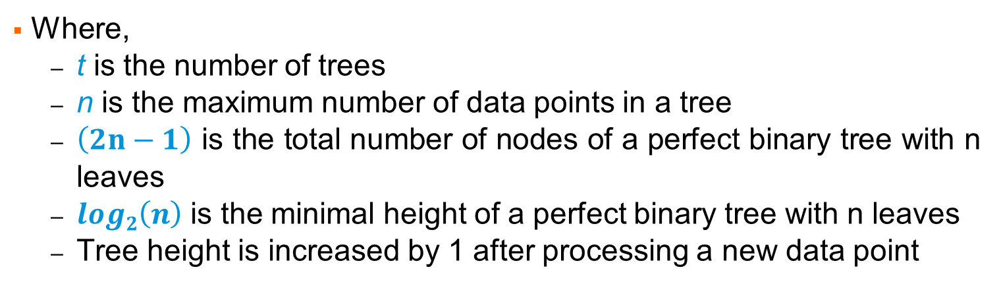 ▪ Where,
– t is the number of trees
– n is the maximum number of data points in a tree
– (2n − 1) is the total number of nodes of a perfect binary tree with n
leaves
– log₂(n) is the minimal height of a perfect binary tree with n leaves
– Tree height is increased by 1 after processing a new data point